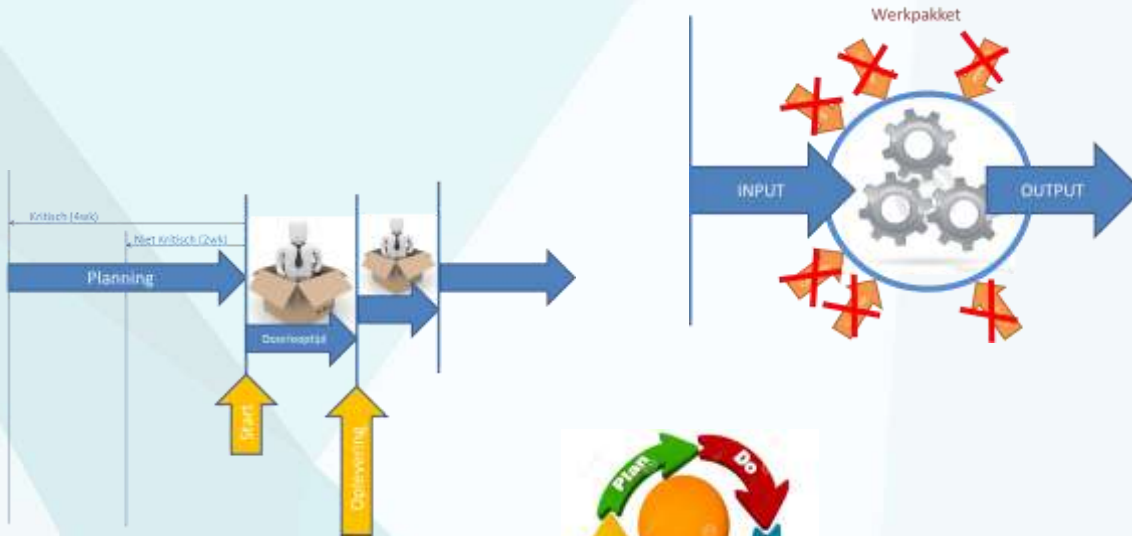 Werkpakket
INPUT
OUTPUT
Kritisch (4wk)
Niet Kritisch (2wk)
Planning
Doorlooptijd
Start
Oplevering
Plan
Do